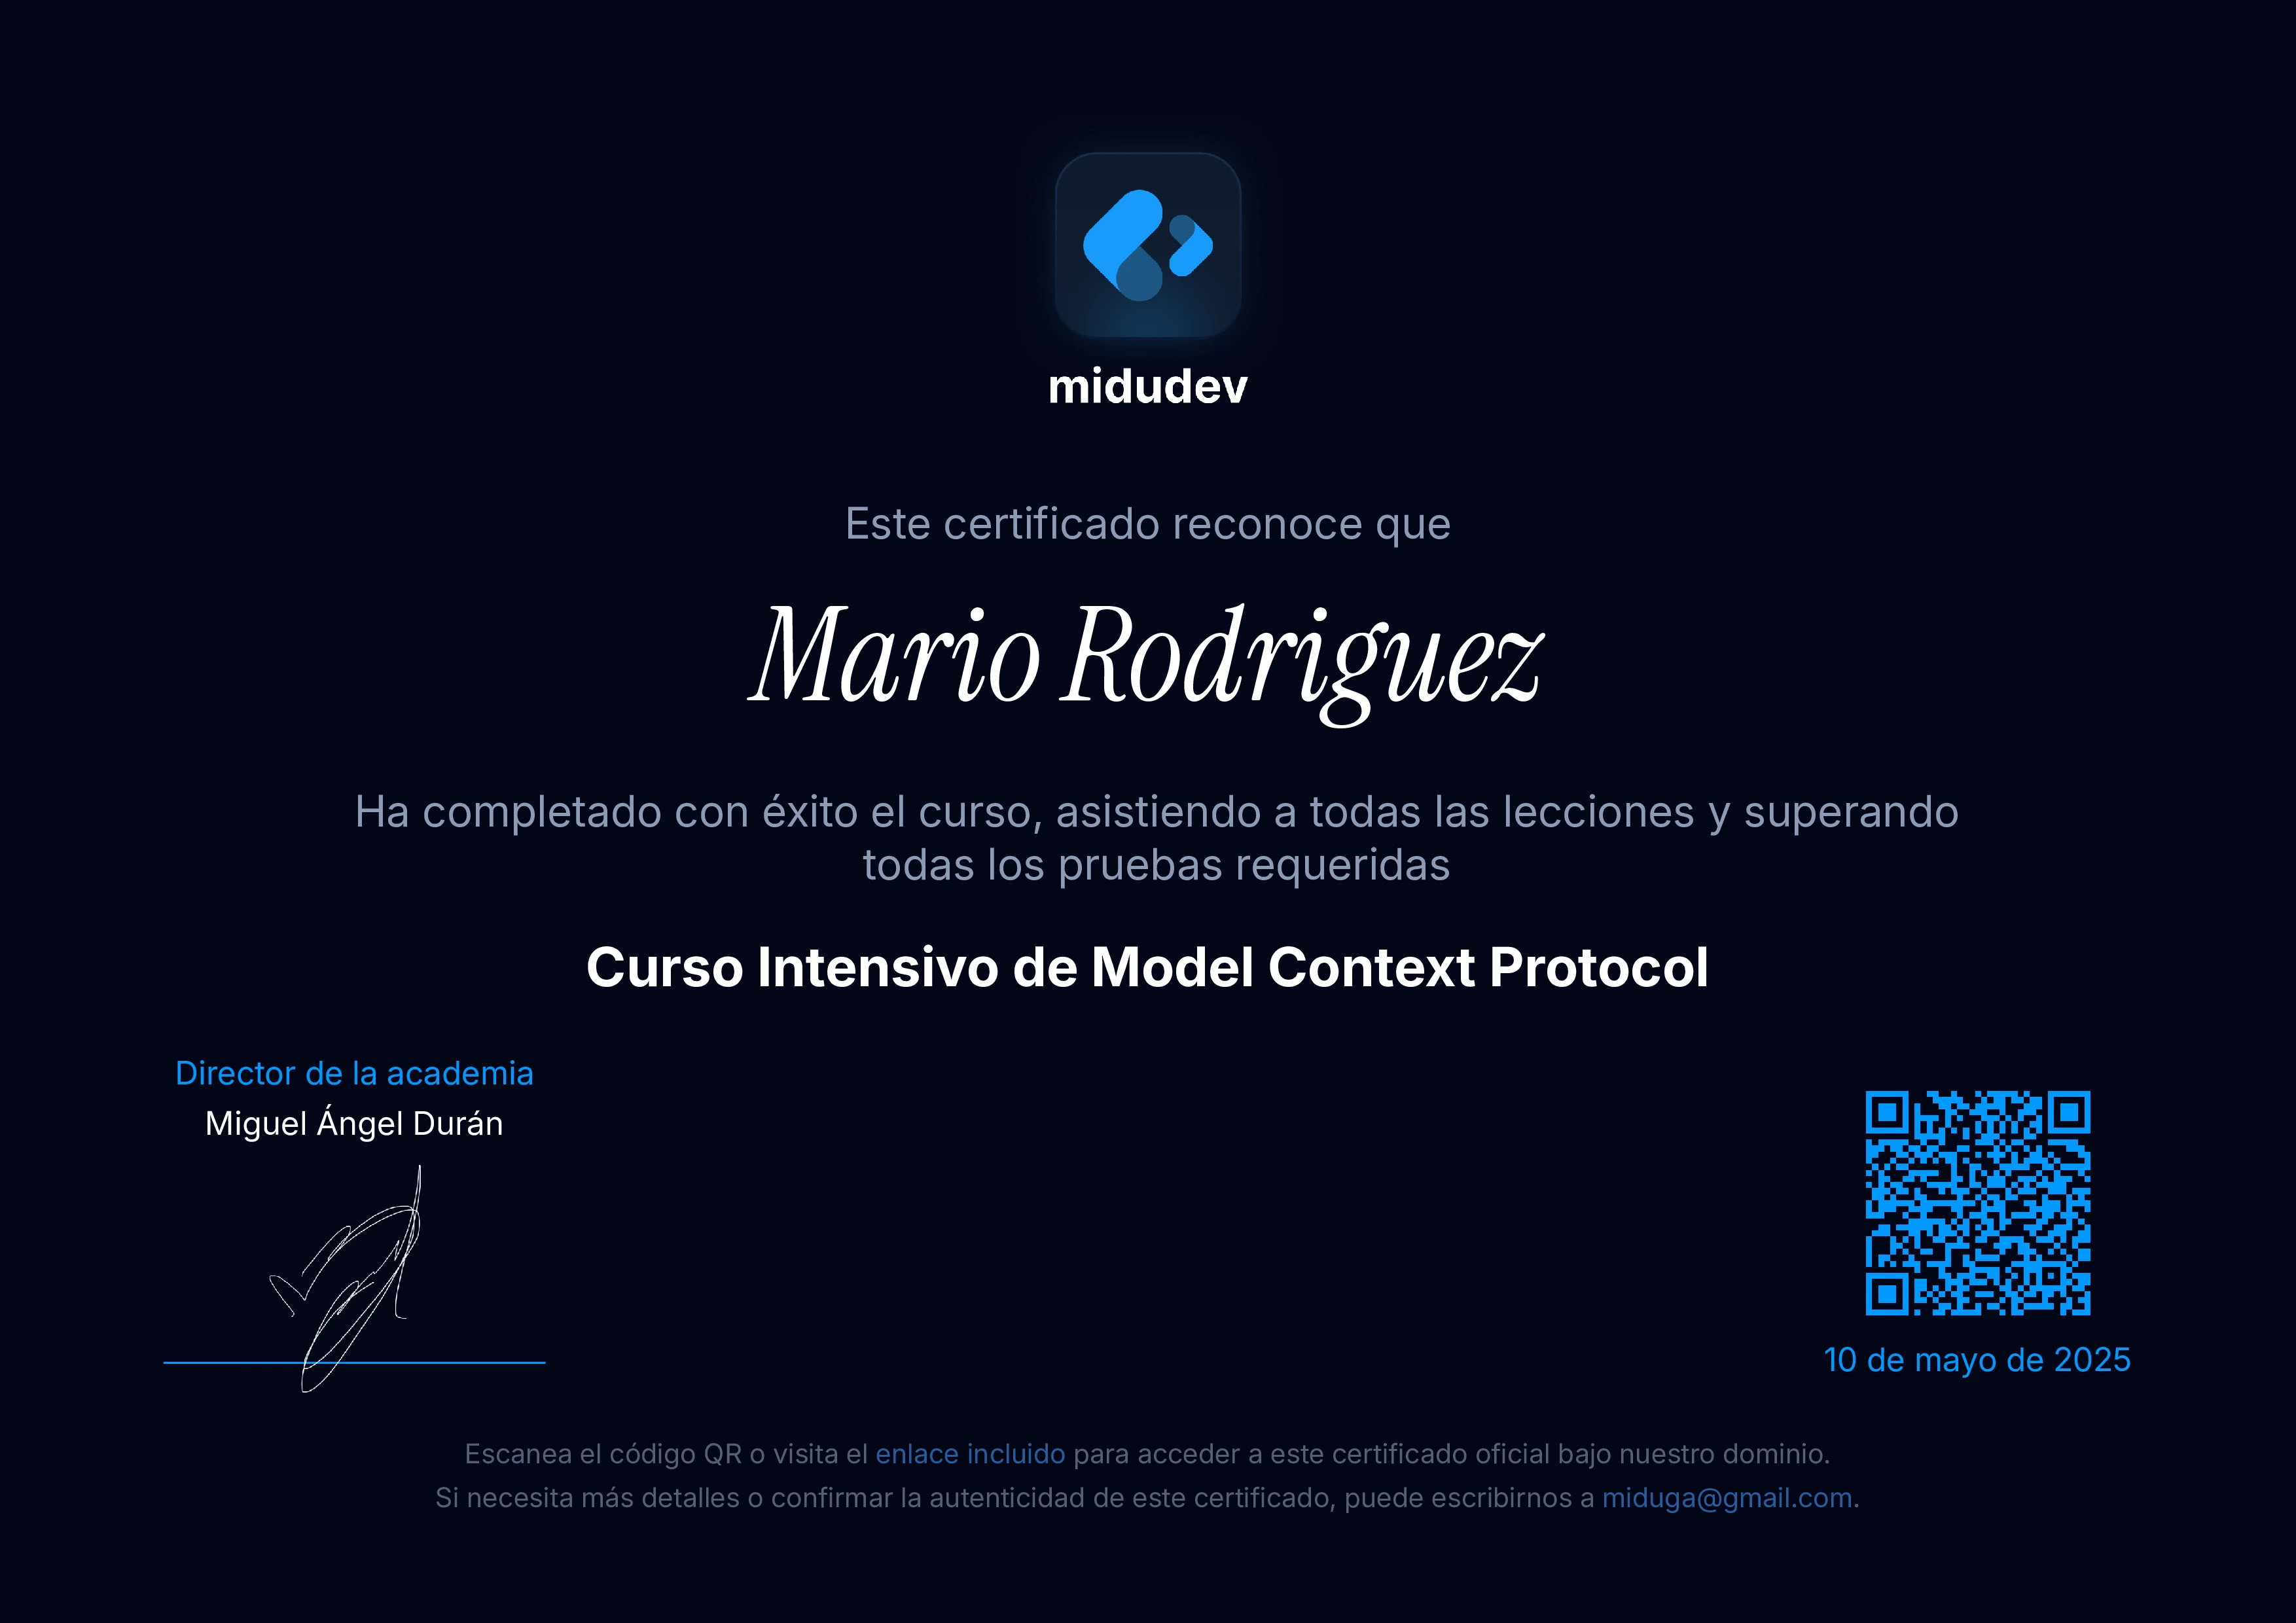 midudev
Este certificado reconoce que
Mario Rodriguez
Ha completado con éxito el curso, asistiendo a todas las lecciones y superando
todas los pruebas requeridas
Curso Intensivo de Model Context Protocol
Director de la academia
Miguel Ángel Durán
10 de mayo de 2025
Escanea el código QR o visita el enlace incluido para acceder a este certificado oficial bajo nuestro dominio.
Si necesita más detalles o confirmar la autenticidad de este certificado, puede escribirnos a miduga@gmail.com.